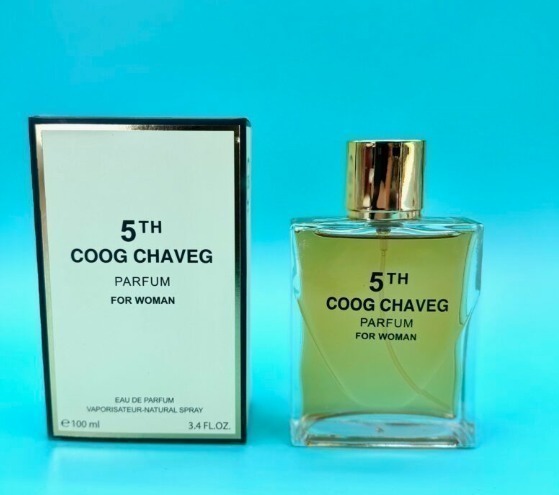 5TH
COOG CHAVEG
PARFUM
FOR WOMAN
EAU DE PARFUM
VAPORISATEUR-NATURAL SPRAY
℮100 ml 3.4 FL.OZ.
5TH
COOG CHAVEG
PARFUM
FOR WOMAN